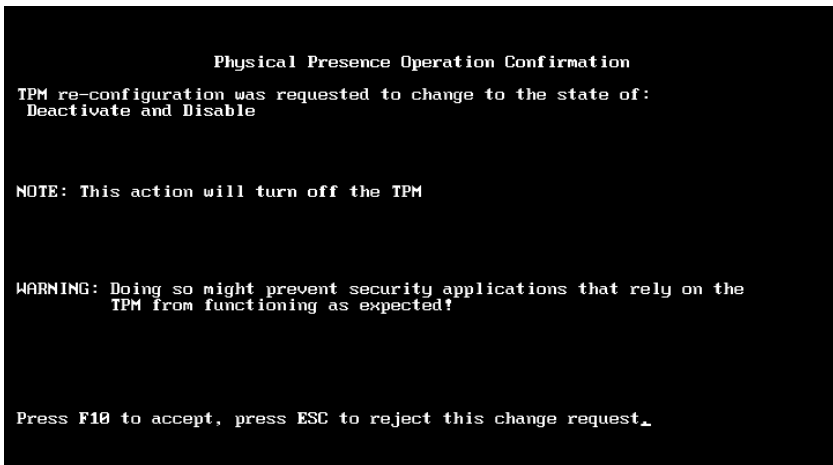 Physical Presence Operation Confirmation
TPM re-configuration was requested to change to the state of:
Deactivate and Disable
NOTE: This action will turn off the TPM
WARNING: Doing so might prevent security applications that rely on the
TPM from functioning as expected!
Press F10 to accept, press ESC to reject this change request.